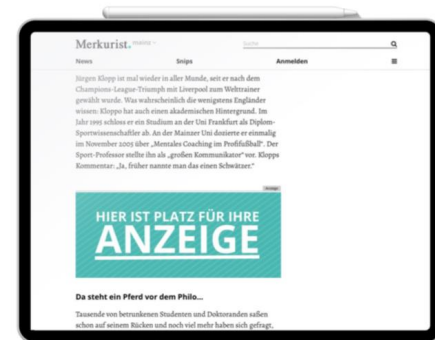 Merkurist. mainz
Suche
News Snips Anmelden
Jürgen Klopp ist mal wieder in aller Munde, seit er nach dem
Champions-League-Triumph mit Liverpool zum Welttrainer
gewählt wurde. Was wahrscheinlich die wenigsten Engländer
wissen: Kloppo hat auch einen akademischen Hintergrund. Im
Jahr 1995 schloss er ein Studium an der Uni Frankfurt als Diplom-
Sportwissenschaftler ab. An der Mainzer Uni dozierte er einmalig
im November 2005 über „Mentales Coaching im Profifußball“. Der
Sport-Professor stellte ihn als „großen Kommunikator“ vor. Klopps
Kommentar: „Ja, früher nannte man das einen Schwätzer.“
Anzeige
HIER IST PLATZ FÜR IHRE
ANZEIGE
Da steht ein Pferd vor dem Philo...
Tausende von betrunkenen Studenten und Doktoranden saßen
schon auf seinem Rücken und noch viel mehr haben sich gefragt,